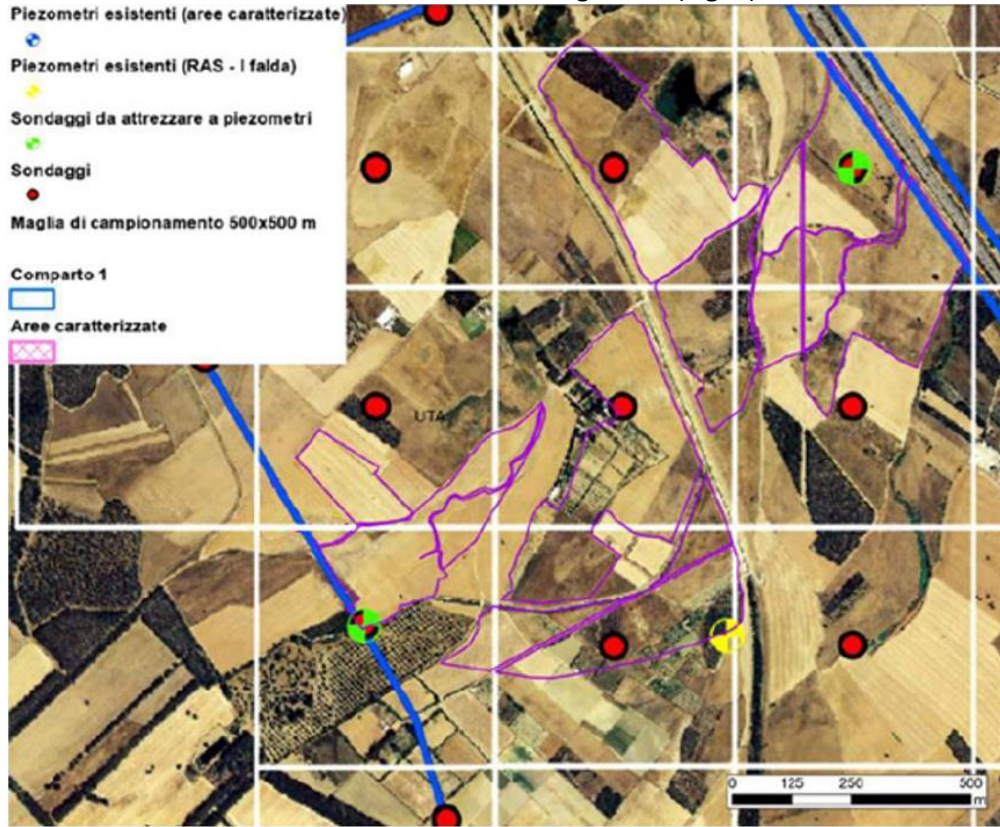 Piezometri esistenti (aree caratterizzate)
Piezometri esistenti (RAS - I falda)
Sondaggi da attrezzare a piezometri
Sondaggi
Maglia di campionamento 500x500 m
Comparto 1
Aree caratterizzate
UTA
0 125 250 500
m